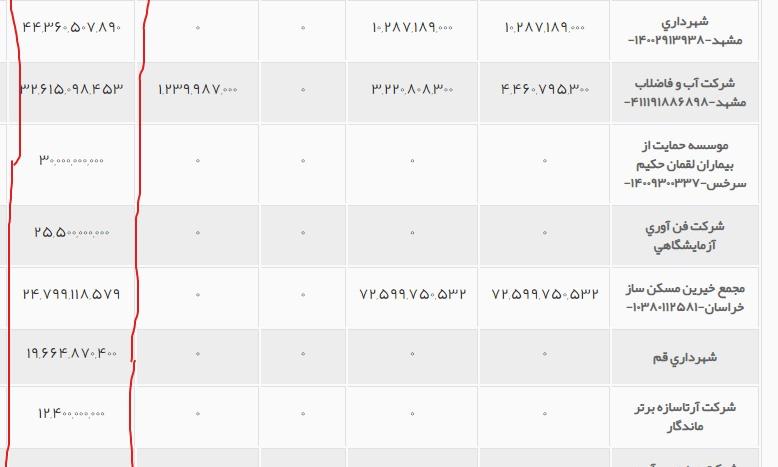 شهرداري
مشهد-۱۴۰۰۲۹۱۳۹۳۸-
۱۰.۲۸۷.۱۸۹.۰۰۰
۱۰.۲۸۷.۱۸۹.۰۰۰
۰
۰
۴۴.۳۶۰.۵۰۷.۸۹۰
شرکت آب و فاضلاب
مشهد-۴۱۱۱۹۱۸۸۶۸۹۸-
۴.۴۶۰.۷۹۵.۳۰۰
۳.۲۲۰.۸۰۸.۳۰۰
۰
۱.۲۳۹.۹۸۷.۰۰۰
۳۲.۶۱۵.۰۹۸.۴۵۳
موسسه حمایت از
بیماران لقمان حکیم
سرخس-۱۴۰۰۹۳۰۰۳۳۷-
۰
۰
۰
۰
۳۰.۰۰۰.۰۰۰.۰۰۰
شرکت فن آوري
آزمایشگاهي
۰
۰
۰
۰
۲۵.۵۰۰.۰۰۰.۰۰۰
مجمع خیرین مسکن ساز
خراسان-۱۰۳۸۰۱۱۲۵۸۱-
۷۲.۵۹۹.۷۵۰.۵۳۲
۷۲.۵۹۹.۷۵۰.۵۳۲
۰
۰
۲۴.۷۹۹.۱۱۸.۵۷۹
شهرداري قم
۰
۰
۰
۰
۱۹.۶۶۴.۸۷۰.۴۰۰
شرکت آرتاسازه برتر
ماندگار
۰
۰
۰
۰
۱۲.۴۰۰.۰۰۰.۰۰۰